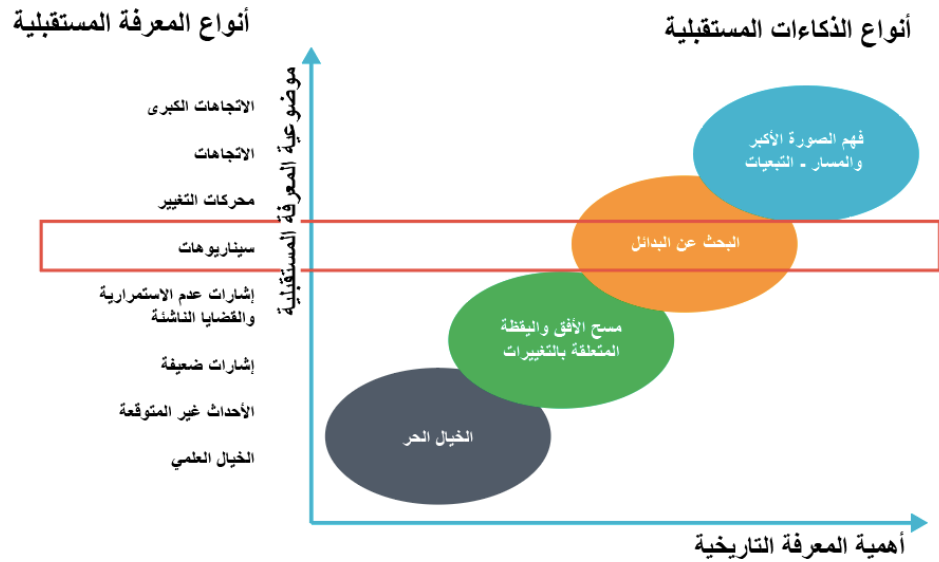 أنواع الذكاءات المستقبلية
أنواع المعرفة المستقبلية
موضوعية المعرفة المستقبلية
الاتجاهات الكبرى
الاتجاهات
محركات التغيير
سيناريوهات
إشارات عدم الاستمرارية
والقضايا الناشئة
إشارات ضعيفة
الأحداث غير المتوقعة
الخيال العلمي
فهم الصورة الأكبر
والمسار - التبعيات
البحث عن البدائل
مسح الأفق واليقظة
المتعلقة بالتغييرات
الخيال الحر
أهمية المعرفة التاريخية